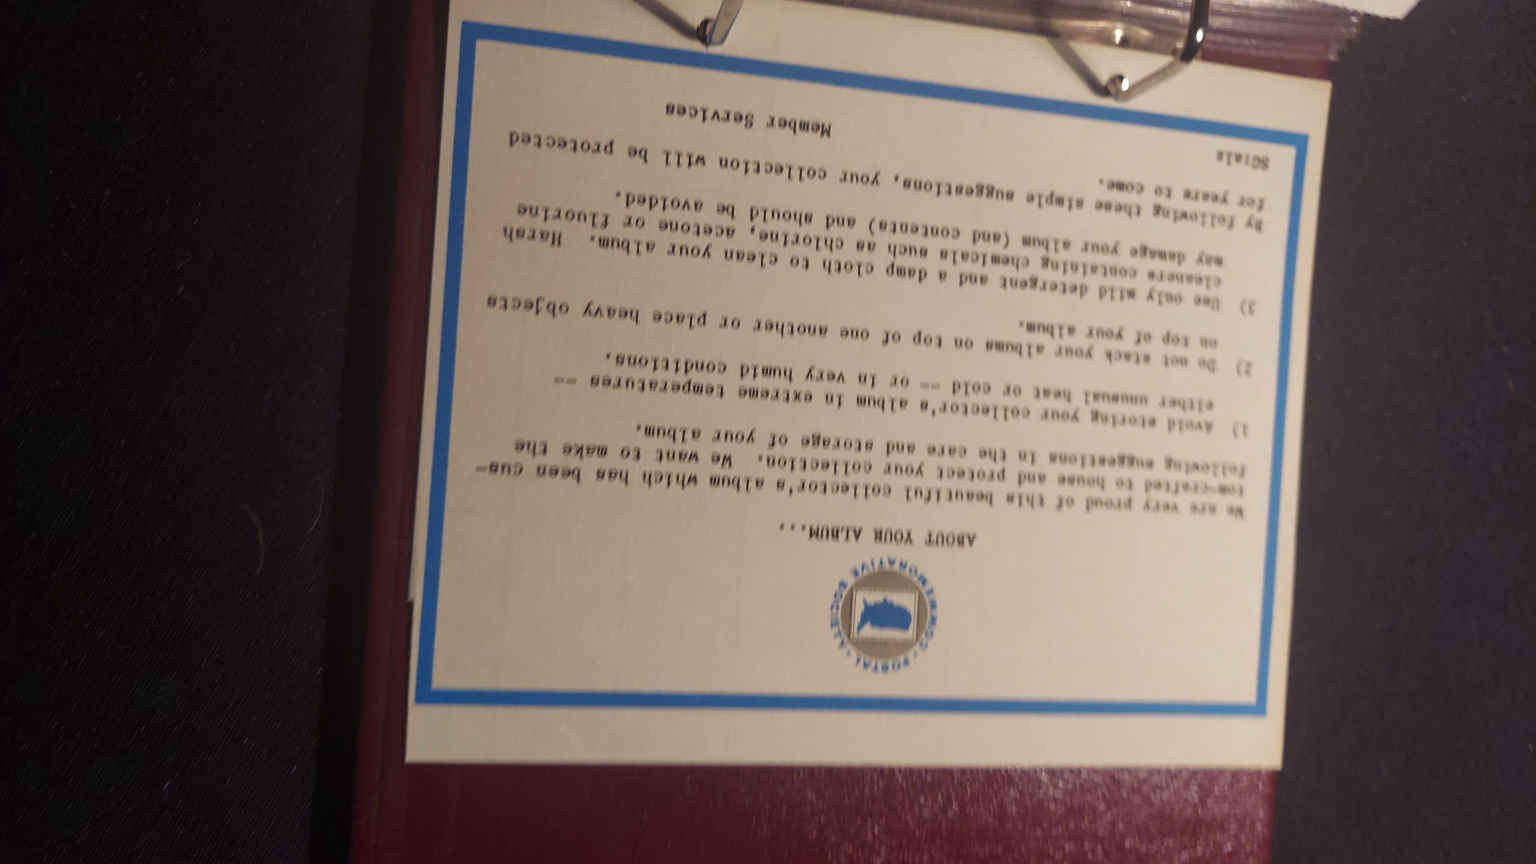 POSTAL COMMEMORATIVE SOCIETY
ABOUT YOUR ALBUM...
We are very proud of this beautiful collector's album which has been cus-
tom-crafted to house and protect your collection. We want to make the
following suggestions in the care and storage of your album.
1) Avoid storing your collector's album in extreme temperatures --
either unusual heat or cold -- or in very humid conditions.
2) Do not stack your albums on top of one another or place heavy objects
on top of your album.
3) Use only mild detergent and a damp cloth to clean your album. Harsh
cleaners containing chemicals such as chlorine, acetone or fluorine
may damage your album (and contents) and should be avoided.
By following these simple suggestions, your collection will be protected
for years to come.
Member Services